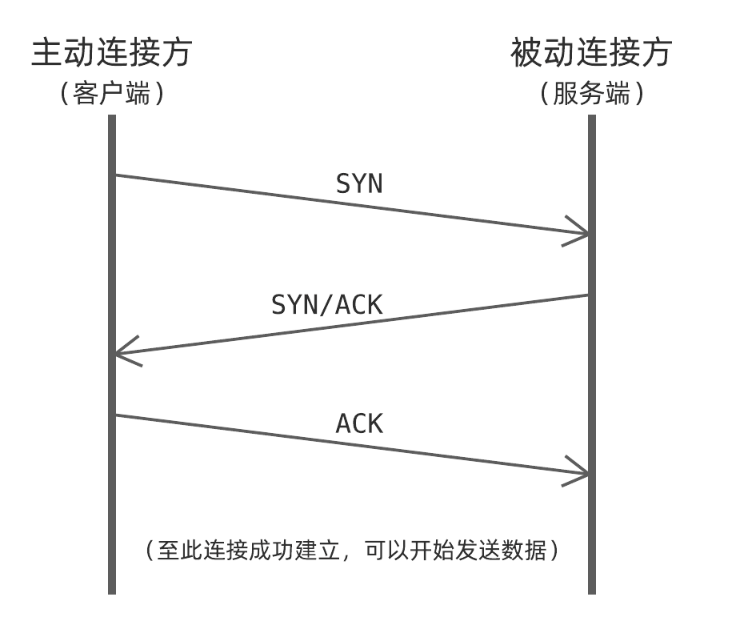 主动连接方
（客户端）
被动连接方
（服务端）
SYN
SYN/ACK
ACK
（至此连接成功建立，可以开始发送数据）